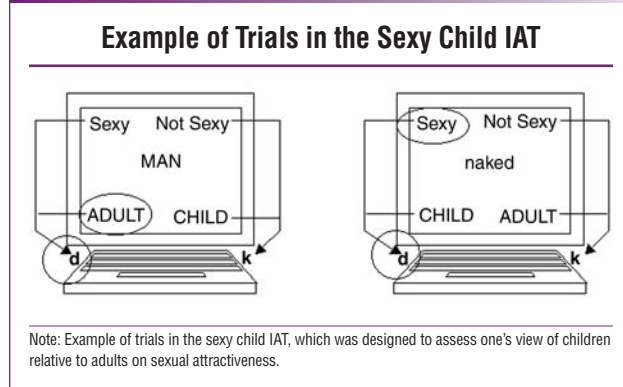 Example of Trials in the Sexy Child IAT
Sexy Not Sexy
MAN
ADULT CHILD
d k
Sexy Not Sexy
naked
CHILD ADULT
d k
Note: Example of trials in the sexy child IAT, which was designed to assess one's view of children
relative to adults on sexual attractiveness.